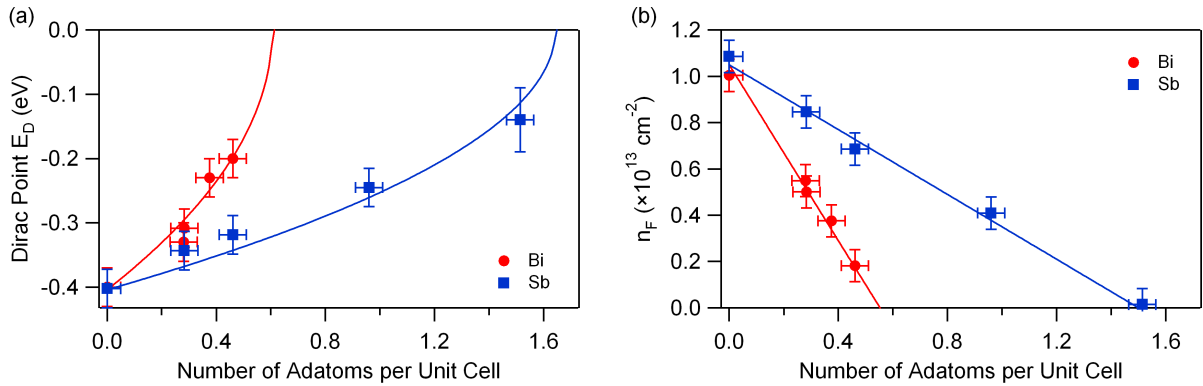 (a)
0.0
-0.1
-0.2
-0.3
-0.4
Dirac Point E_D (eV)
Bi
Sb
0.0 0.4 0.8 1.2 1.6
Number of Adatoms per Unit Cell
(b)
1.2
1.0
0.8
0.6
0.4
0.2
0.0
n_F (×10^13 cm^-2)
Bi
Sb
0.0 0.4 0.8 1.2 1.6
Number of Adatoms per Unit Cell